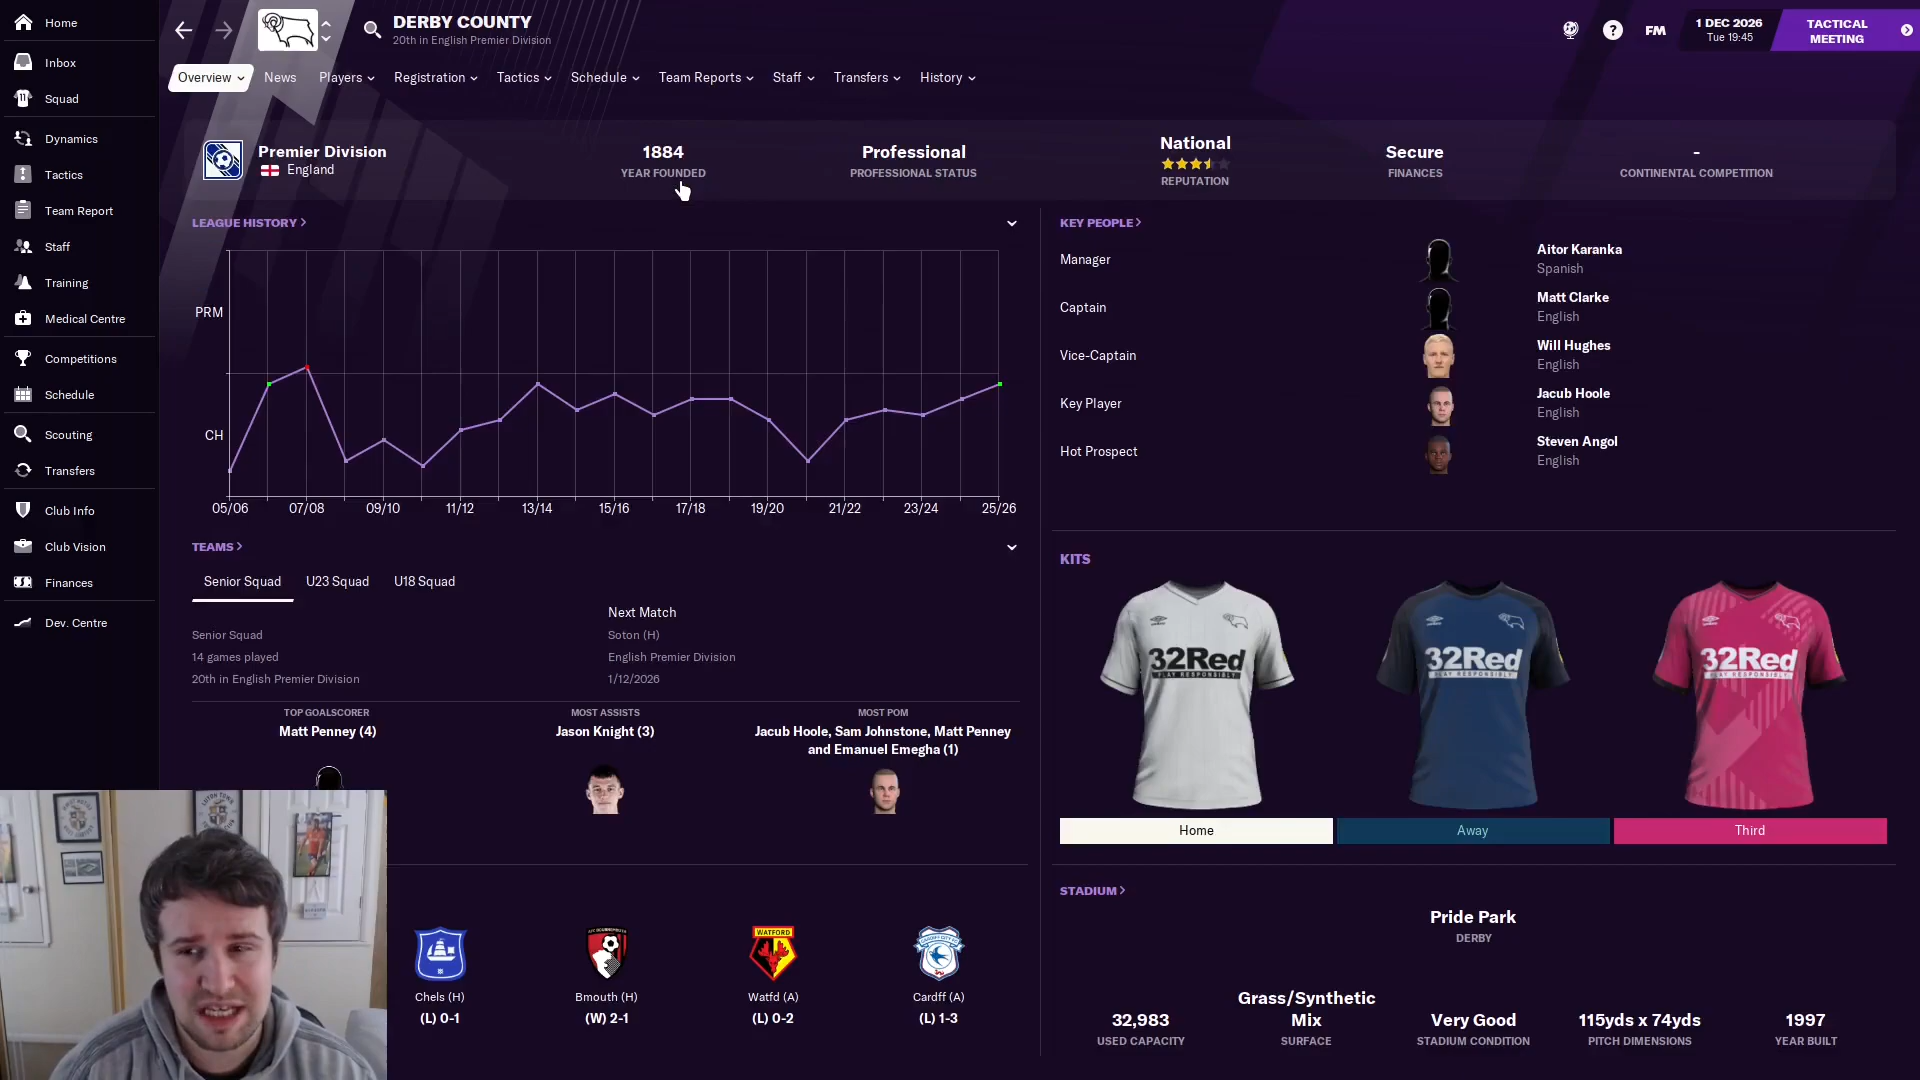 Home
Inbox
Squad
Dynamics
Tactics
Team Report
Staff
Training
Medical Centre
Competitions
Schedule
Scouting
Transfers
Club Info
Club Vision
Finances
Dev. Centre
DERBY COUNTY
20th in English Premier Division
FM
1 DEC 2026
Tue 19:45
TACTICAL
MEETING
Overview News Players Registration Tactics Schedule Team Reports Staff Transfers History
Premier Division
England
1884
YEAR FOUNDED
Professional
PROFESSIONAL STATUS
National
REPUTATION
Secure
FINANCES
-
CONTINENTAL COMPETITION
LEAGUE HISTORY
PRM
CH
05/06 07/08 09/10 11/12 13/14 15/16 17/18 19/20 21/22 23/24 25/26
TEAMS
Senior Squad U23 Squad U18 Squad
Senior Squad
14 games played
20th in English Premier Division
Next Match
Soton (H)
English Premier Division
1/12/2026
TOP GOALSCORER
Matt Penney (4)
MOST ASSISTS
Jason Knight (3)
MOST POM
Jacub Hoole, Sam Johnstone, Matt Penney
and Emanuel Emegha (1)
Chels (H)
(L) 0-1
Bmouth (H)
(W) 2-1
WATFORD
Watfd (A)
(L) 0-2
Cardff (A)
(L) 1-3
KEY PEOPLE
Manager
Aitor Karanka
Spanish
Captain
Matt Clarke
English
Vice-Captain
Will Hughes
English
Key Player
Jacub Hoole
English
Hot Prospect
Steven Angol
English
KITS
32Red
PLAY RESPONSIBLY
32Red
PLAY RESPONSIBLY
32Red
PLAY RESPONSIBLY
Home
Away
Third
STADIUM
Pride Park
DERBY
32,983
USED CAPACITY
Grass/Synthetic
Mix
SURFACE
Very Good
STADIUM CONDITION
115yds x 74yds
PITCH DIMENSIONS
1997
YEAR BUILT